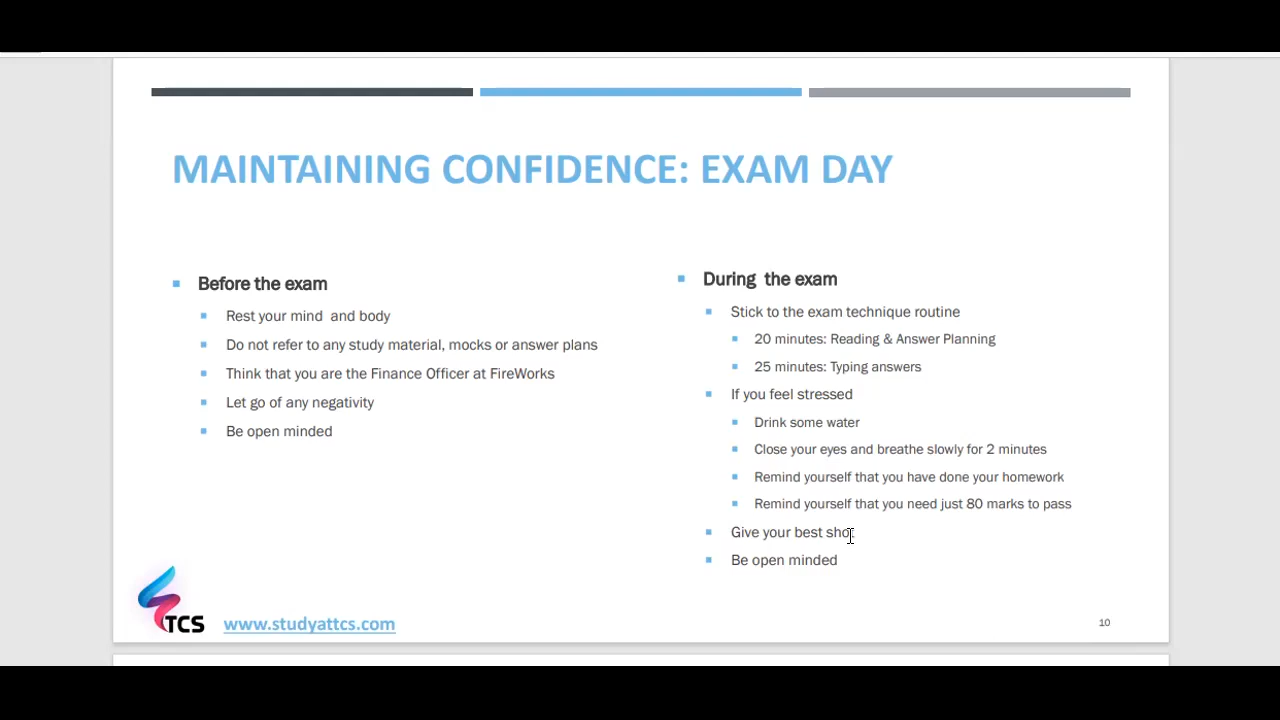 MAINTAINING CONFIDENCE: EXAM DAY
Before the exam
Rest your mind and body
Do not refer to any study material, mocks or answer plans
Think that you are the Finance Officer at FireWorks
Let go of any negativity
Be open minded
During the exam
Stick to the exam technique routine
20 minutes: Reading & Answer Planning
25 minutes: Typing answers
If you feel stressed
Drink some water
Close your eyes and breathe slowly for 2 minutes
Remind yourself that you have done your homework
Remind yourself that you need just 80 marks to pass
Give your best shot
Be open minded
TCS
www.studyattcs.com
10